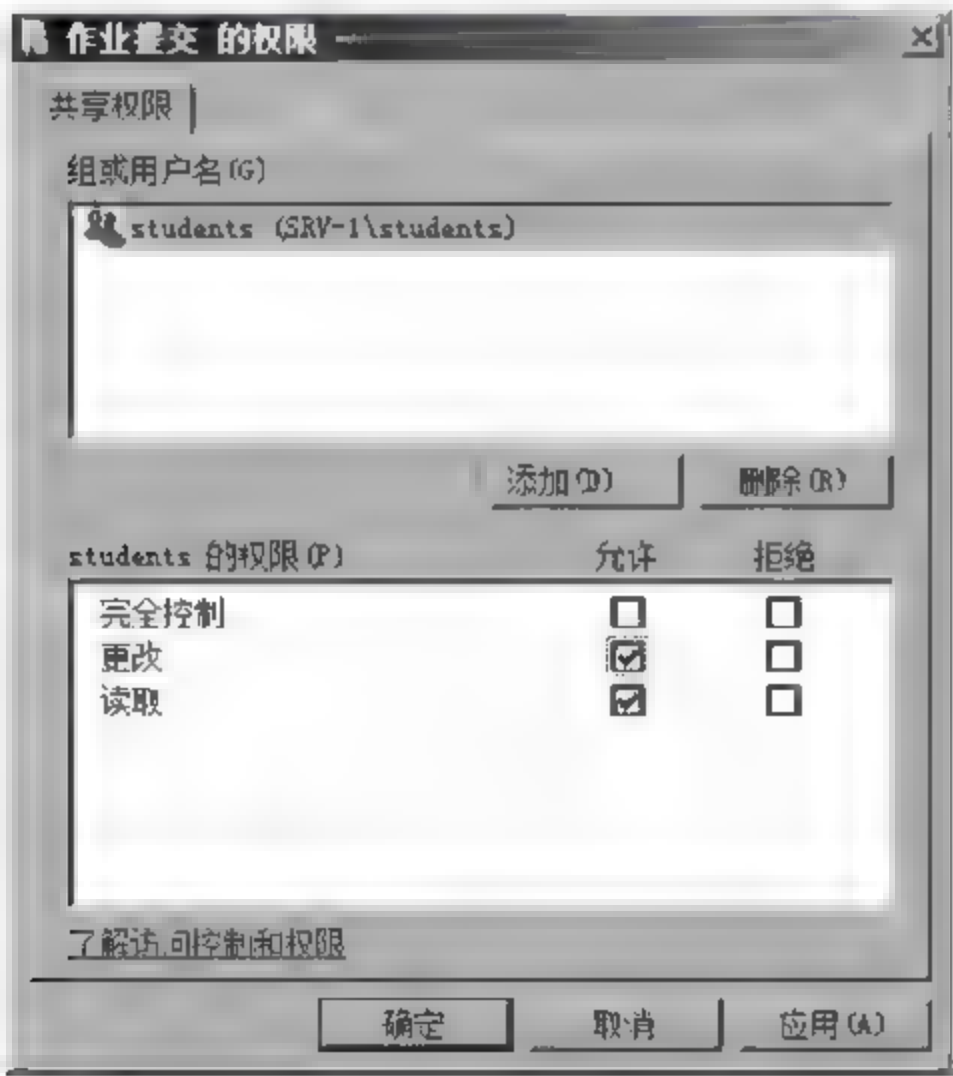 作业提交 的权限
共享权限
组或用户名(G)
students (SRV-1\students)
添加(D) 删除(R)
students 的权限(P) 允许 拒绝
完全控制
更改
读取
了解访问控制和权限
确定 取消 应用(A)